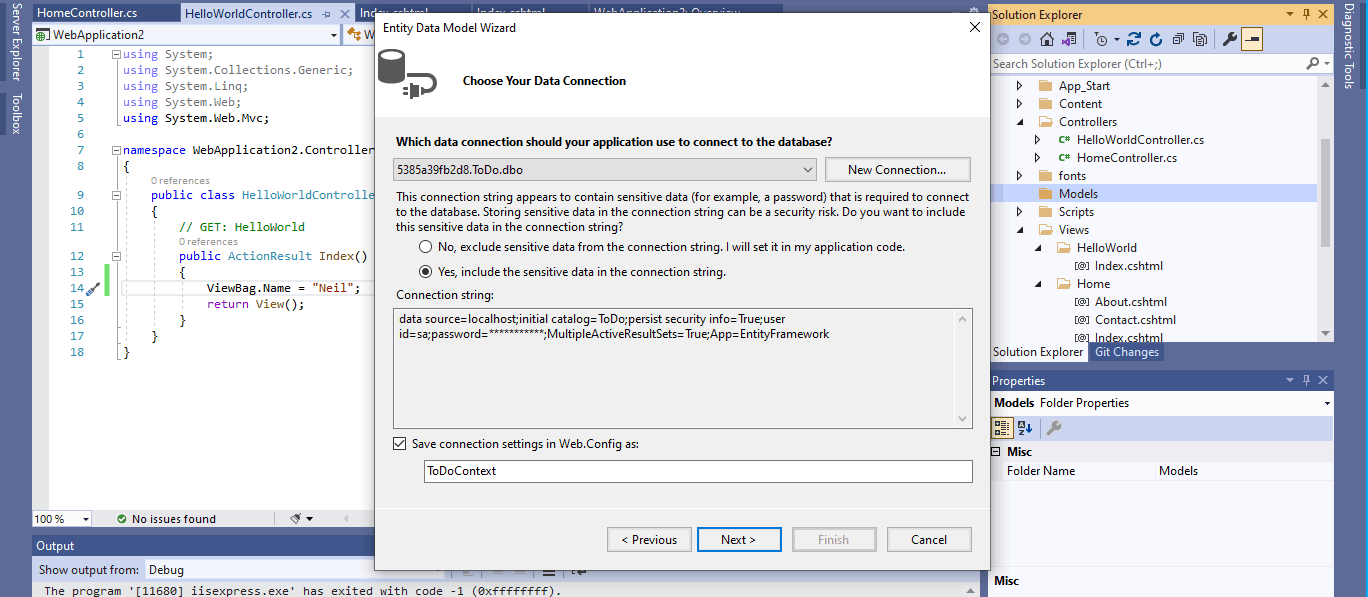 Server Explorer
Toolbox
HomeController.cs
HelloWorldController.cs
WebApplication2
1 using System;
2 using System.Collections.Generic;
3 using System.Linq;
4 using System.Web;
5 using System.Web.Mvc;
6
7 namespace WebApplication2.Controller
8 {
0 references
9 public class HelloWorldControlle
10 {
11 // GET: HelloWorld
0 references
12 public ActionResult Index()
13 {
14 ViewBag.Name = "Neil";
15 return View();
16 }
17 }
18 }
100 %
No issues found
Output
Show output from: Debug
The program '[11680] iisexpress.exe' has exited with code -1 (0xffffffff).
Entity Data Model Wizard
Choose Your Data Connection
Which data connection should your application use to connect to the database?
5385a39fb2d8.ToDo.dbo
New Connection...
This connection string appears to contain sensitive data (for example, a password) that is required to connect
to the database. Storing sensitive data in the connection string can be a security risk. Do you want to include
this sensitive data in the connection string?
No, exclude sensitive data from the connection string. I will set it in my application code.
Yes, include the sensitive data in the connection string.
Connection string:
data source=localhost;initial catalog=ToDo;persist security info=True;user
id=sa;password=***********;MultipleActiveResultSets=True;App=EntityFramework
Save connection settings in Web.Config as:
ToDoContext
< Previous
Next >
Finish
Cancel
Solution Explorer
Search Solution Explorer (Ctrl+;)
App_Start
Content
Controllers
C# HelloWorldController.cs
C# HomeController.cs
fonts
Models
Scripts
Views
HelloWorld
[@] Index.cshtml
Home
[@] About.cshtml
[@] Contact.cshtml
[@] Index.cshtml
Solution Explorer
Git Changes
Properties
Models Folder Properties
Misc
Folder Name
Models
Misc
Diagnostic Tools